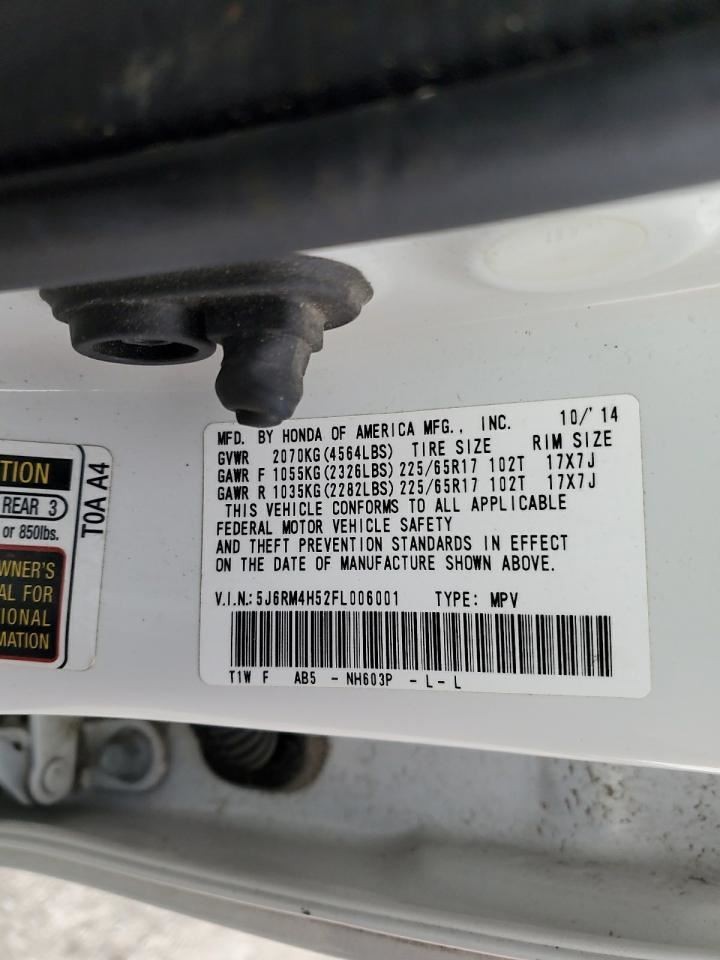 MFD. BY HONDA OF AMERICA MFG., INC. 10/'14
GVWR 2070KG(4564LBS) TIRE SIZE RIM SIZE
GAWR F 1055KG(2326LBS) 225/65R17 102T 17X7J
GAWR R 1035KG(2282LBS) 225/65R17 102T 17X7J
THIS VEHICLE CONFORMS TO ALL APPLICABLE
FEDERAL MOTOR VEHICLE SAFETY
AND THEFT PREVENTION STANDARDS IN EFFECT
ON THE DATE OF MANUFACTURE SHOWN ABOVE.
V.I.N.: 5J6RM4H52FL006001 TYPE: MPV
T1W F AB5 - NH603P - L - L
TION
REAR 3
or 850lbs.
WNER'S
AL FOR
IONAL
MATION
T0A A4